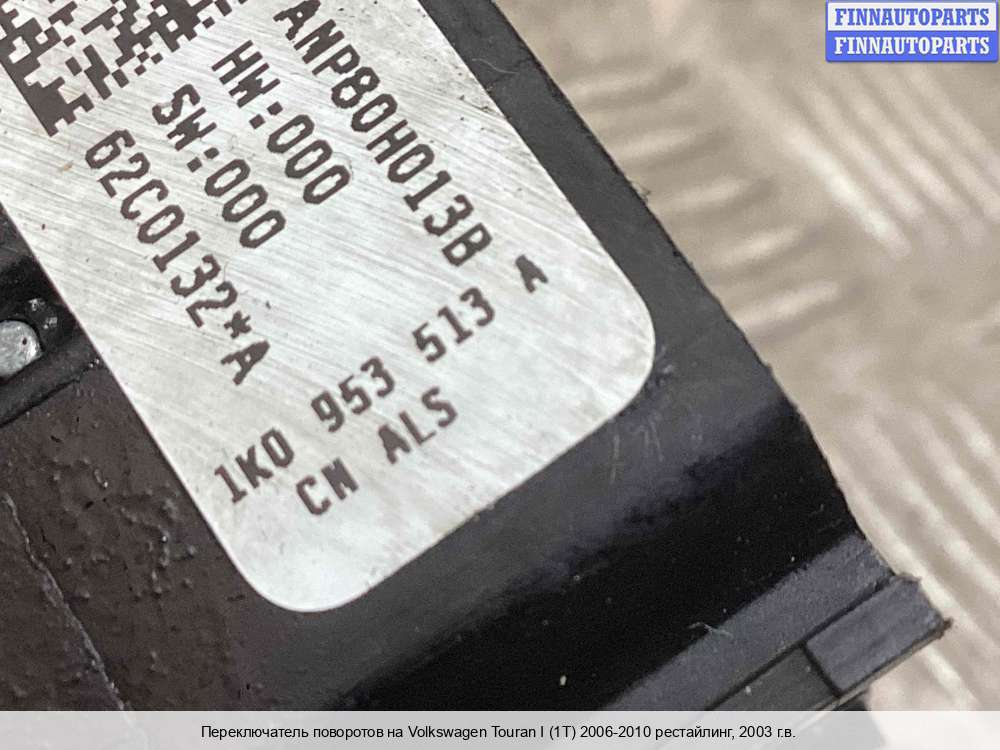 FINNAUTOPARTS
FINNAUTOPARTS
ANP80H013B
HW:000
SW:000
62C0132*A
1K0 953 513 A
CN ALS
Переключатель поворотов на Volkswagen Touran I (1T) 2006-2010 рестайлинг, 2003 г.в.